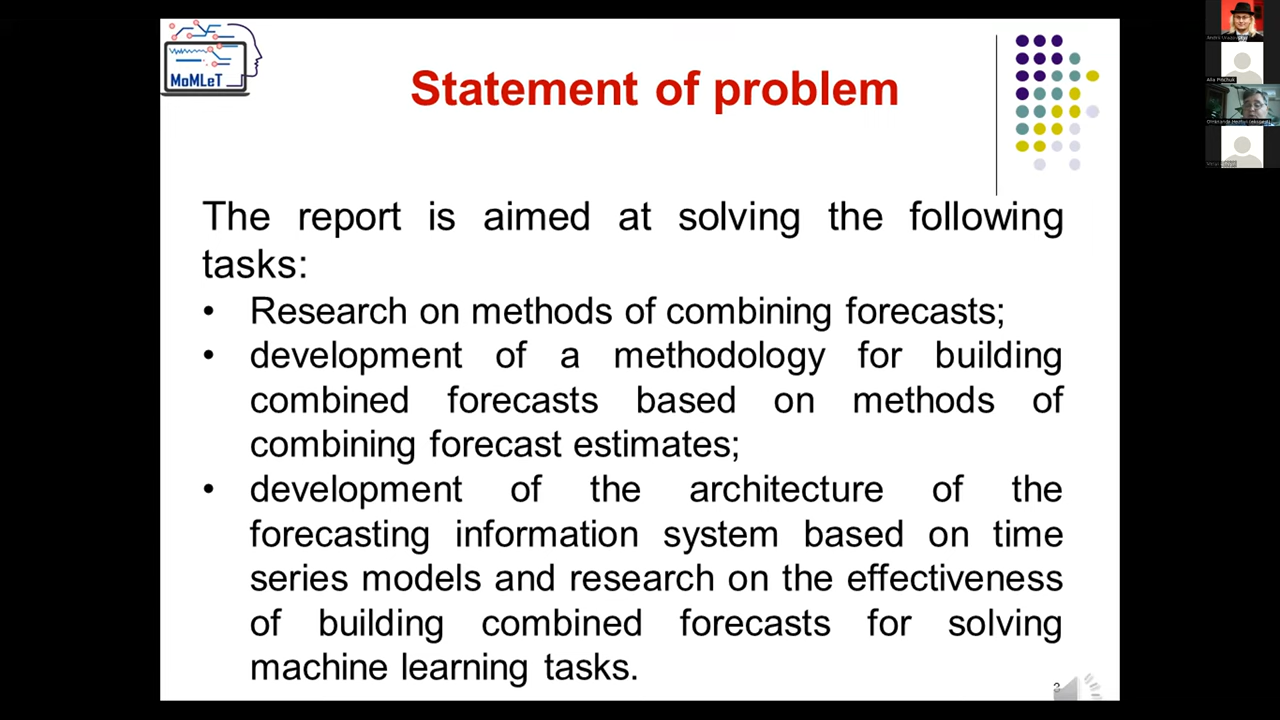 MoMLeT
Statement of problem
The report is aimed at solving the following
tasks:
• Research on methods of combining forecasts;
• development of a methodology for building
combined forecasts based on methods of
combining forecast estimates;
• development of the architecture of the
forecasting information system based on time
series models and research on the effectiveness
of building combined forecasts for solving
machine learning tasks.
3
Alla Pinchuk